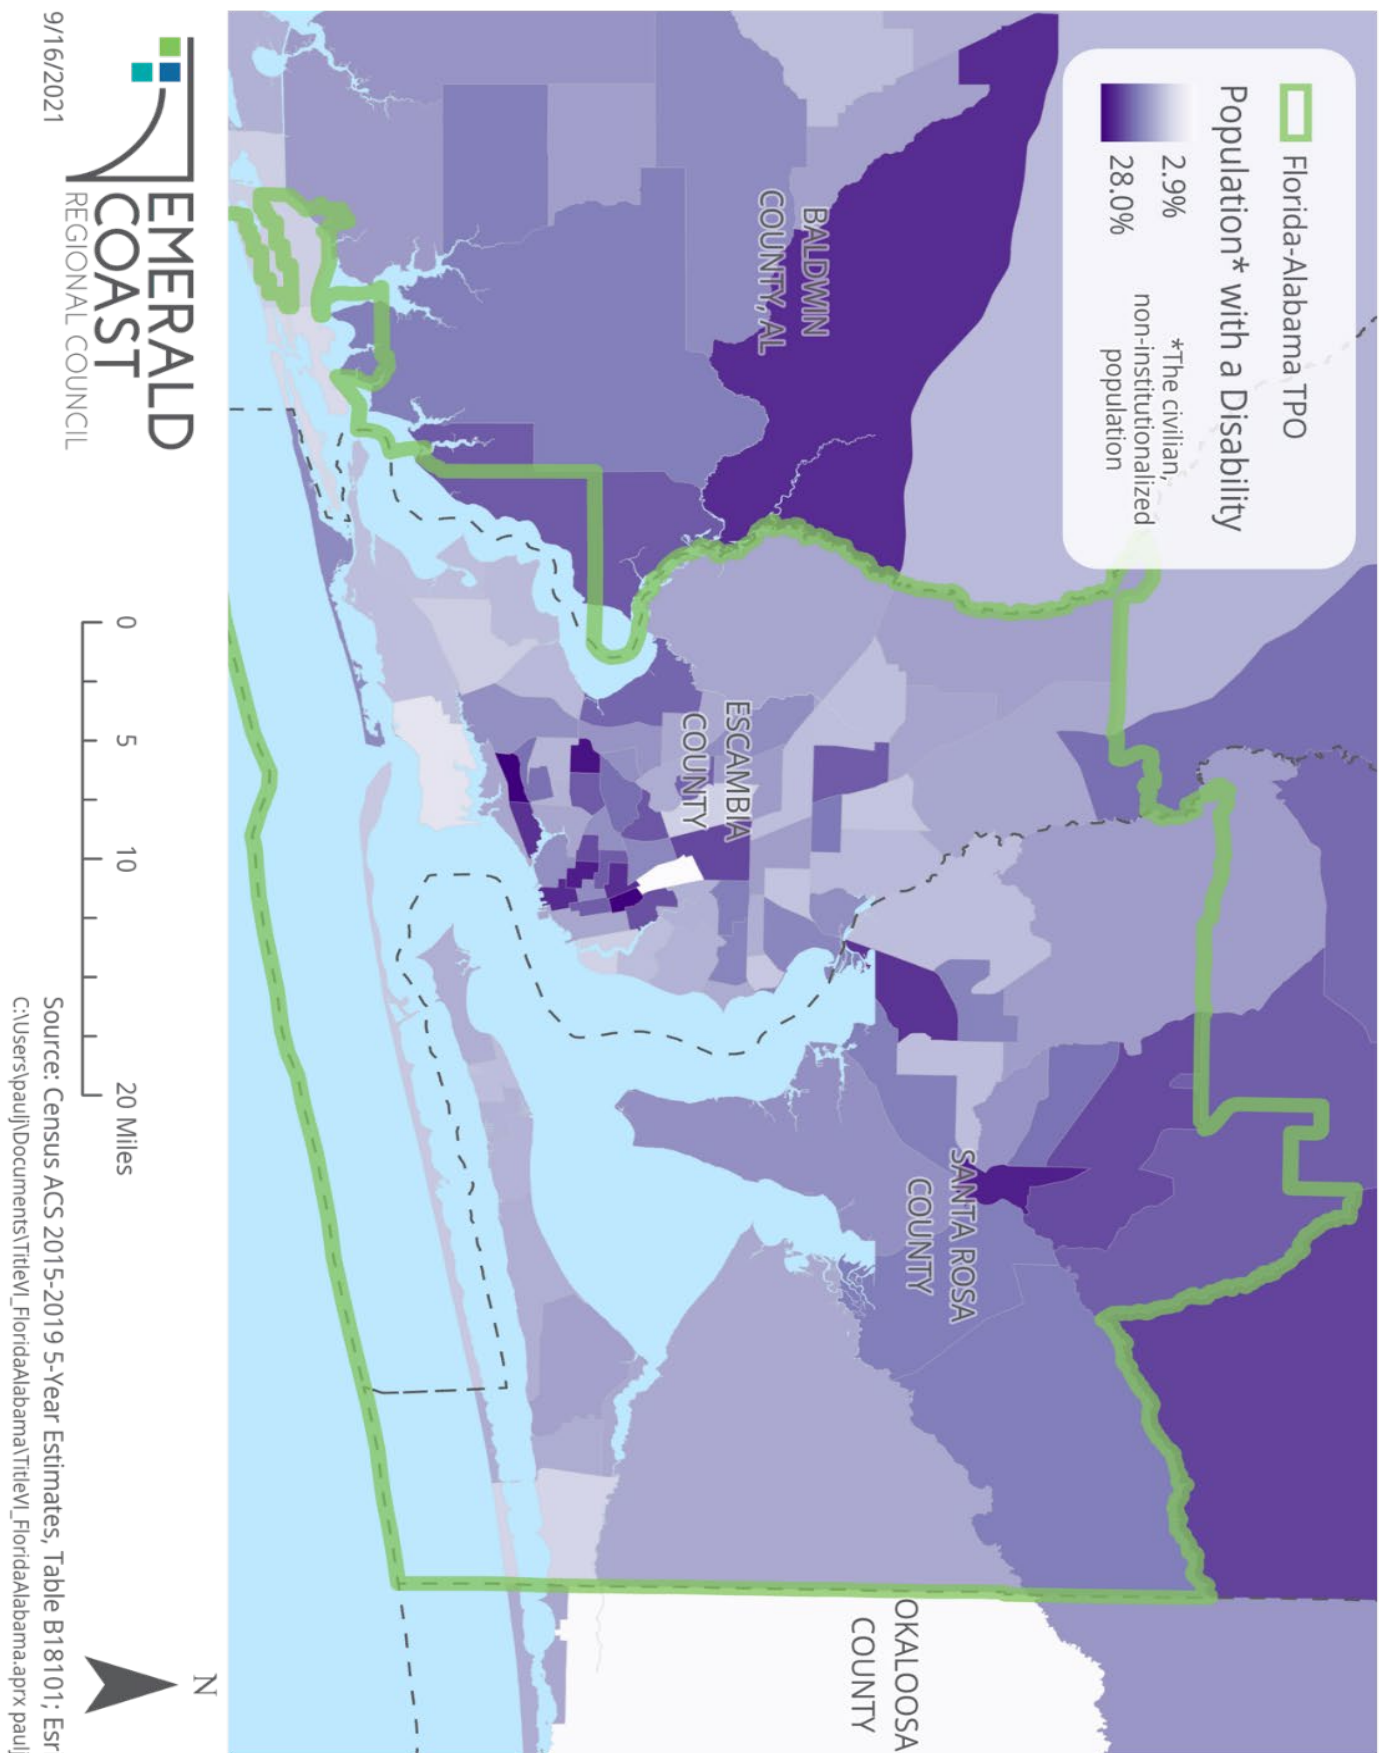 Florida-Alabama TPO
Population* with a Disability
2.9%
28.0%
*The civilian,
non-institutionalized
population
BALDWIN
COUNTY, AL
ESCAMBIA
COUNTY
SANTA ROSA
COUNTY
OKALOOSA
COUNTY
EMERALD
COAST
REGIONAL COUNCIL
9/16/2021
0 5 10 20 Miles
N
Source: Census ACS 2015-2019 5-Year Estimates, Table B18101; Esri
C:\Users\paulj\Documents\TitleVI_FloridaAlabama\TitleVI_FloridaAlabama.aprx paulj